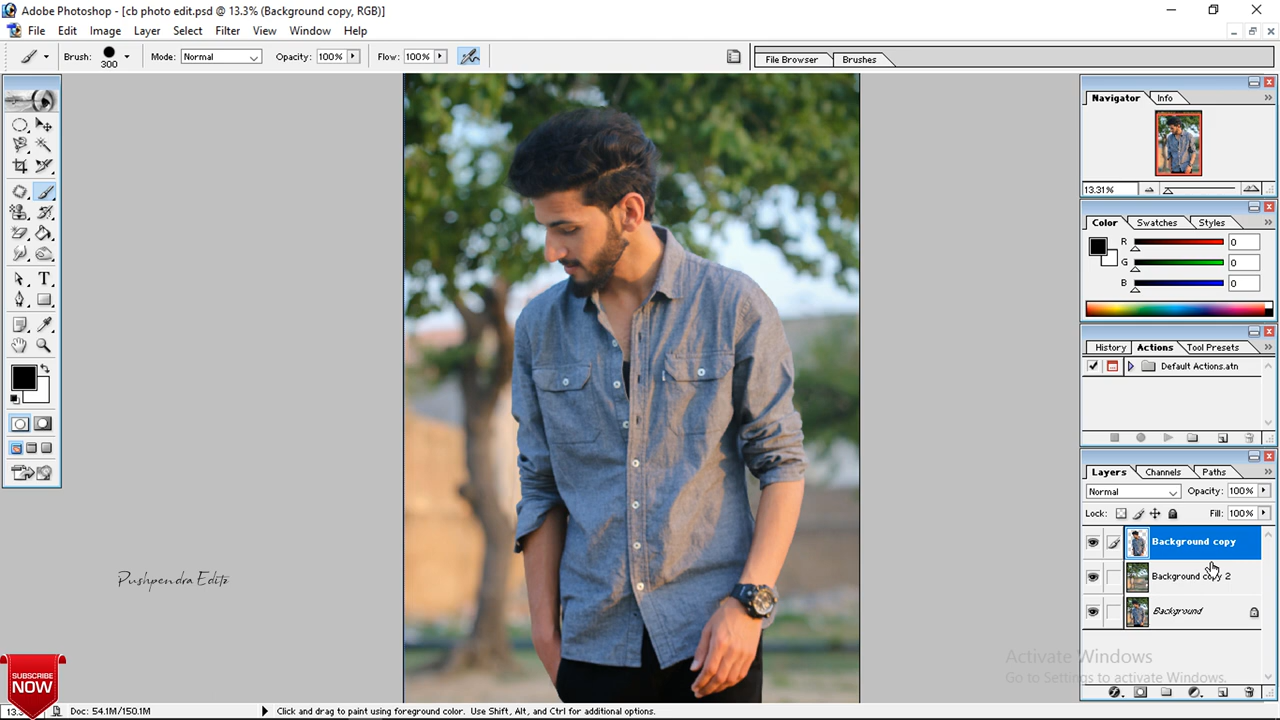 Adobe Photoshop - [cb photo edit.psd @ 13.3% (Background copy, RGB)]
File Edit Image Layer Select Filter View Window Help
Brush: 300 Mode: Normal Opacity: 100% Flow: 100% File Browser Brushes
Navigator Info
13.31%
Color Swatches Styles
R 0
G 0
B 0
History Actions Tool Presets
Default Actions.atn
Layers Channels Paths
Normal Opacity: 100%
Lock: Fill: 100%
Background copy
Background copy 2
Background
Pushpendra Editz
Activate Windows
Go to Settings to activate Windows.
SUBSCRIBE
NOW
Doc: 54.1M/150.1M Click and drag to paint using foreground color. Use Shift, Alt, and Ctrl for additional options.